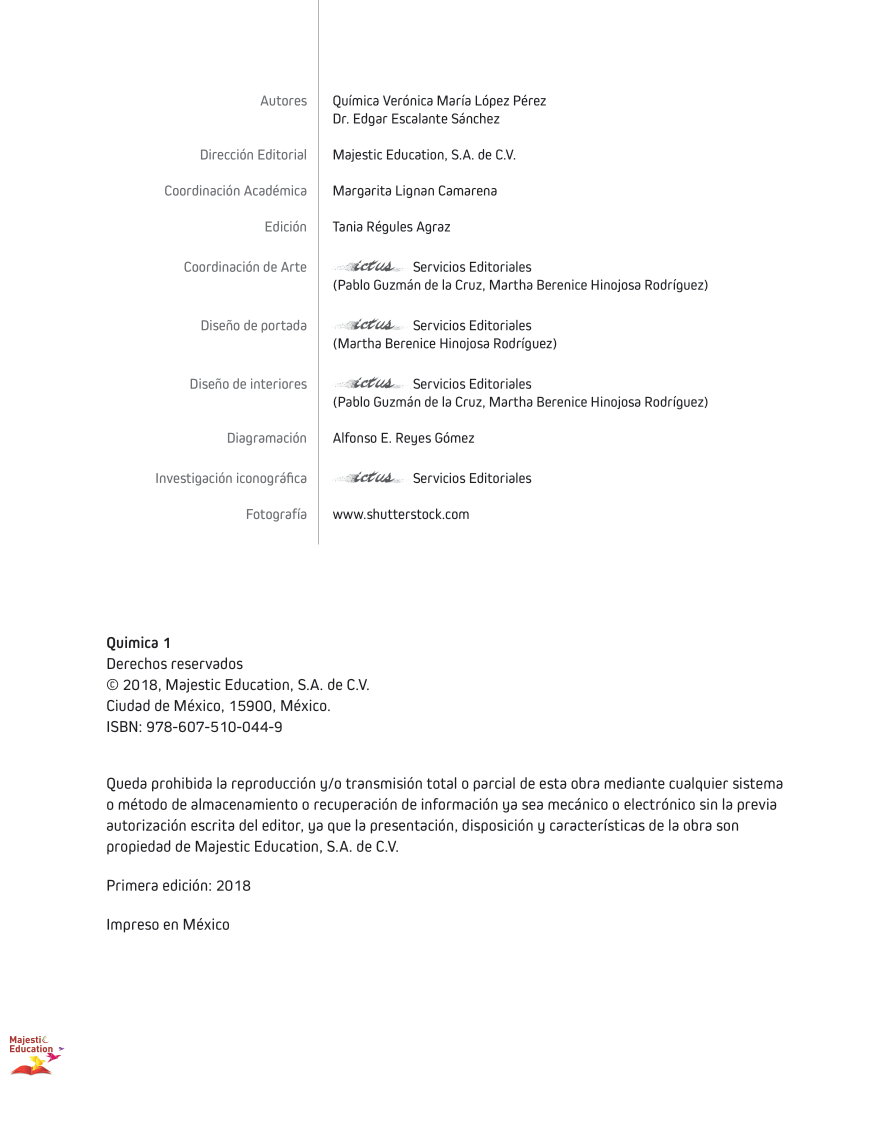 Autores
Química Verónica María López Pérez
Dr. Edgar Escalante Sánchez
Dirección Editorial
Majestic Education, S.A. de C.V.
Coordinación Académica
Margarita Lignan Camarena
Edición
Tania Régules Agraz
Coordinación de Arte
ictus Servicios Editoriales
(Pablo Guzmán de la Cruz, Martha Berenice Hinojosa Rodríguez)
Diseño de portada
ictus Servicios Editoriales
(Martha Berenice Hinojosa Rodríguez)
Diseño de interiores
ictus Servicios Editoriales
(Pablo Guzmán de la Cruz, Martha Berenice Hinojosa Rodríguez)
Diagramación
Alfonso E. Reyes Gómez
Investigación iconográfica
ictus Servicios Editoriales
Fotografía
www.shutterstock.com
Quimica 1
Derechos reservados
© 2018, Majestic Education, S.A. de C.V.
Ciudad de México, 15900, México.
ISBN: 978-607-510-044-9
Queda prohibida la reproducción y/o transmisión total o parcial de esta obra mediante cualquier sistema
o método de almacenamiento o recuperación de información ya sea mecánico o electrónico sin la previa
autorización escrita del editor, ya que la presentación, disposición y características de la obra son
propiedad de Majestic Education, S.A. de C.V.
Primera edición: 2018
Impreso en México
Majestic
Education